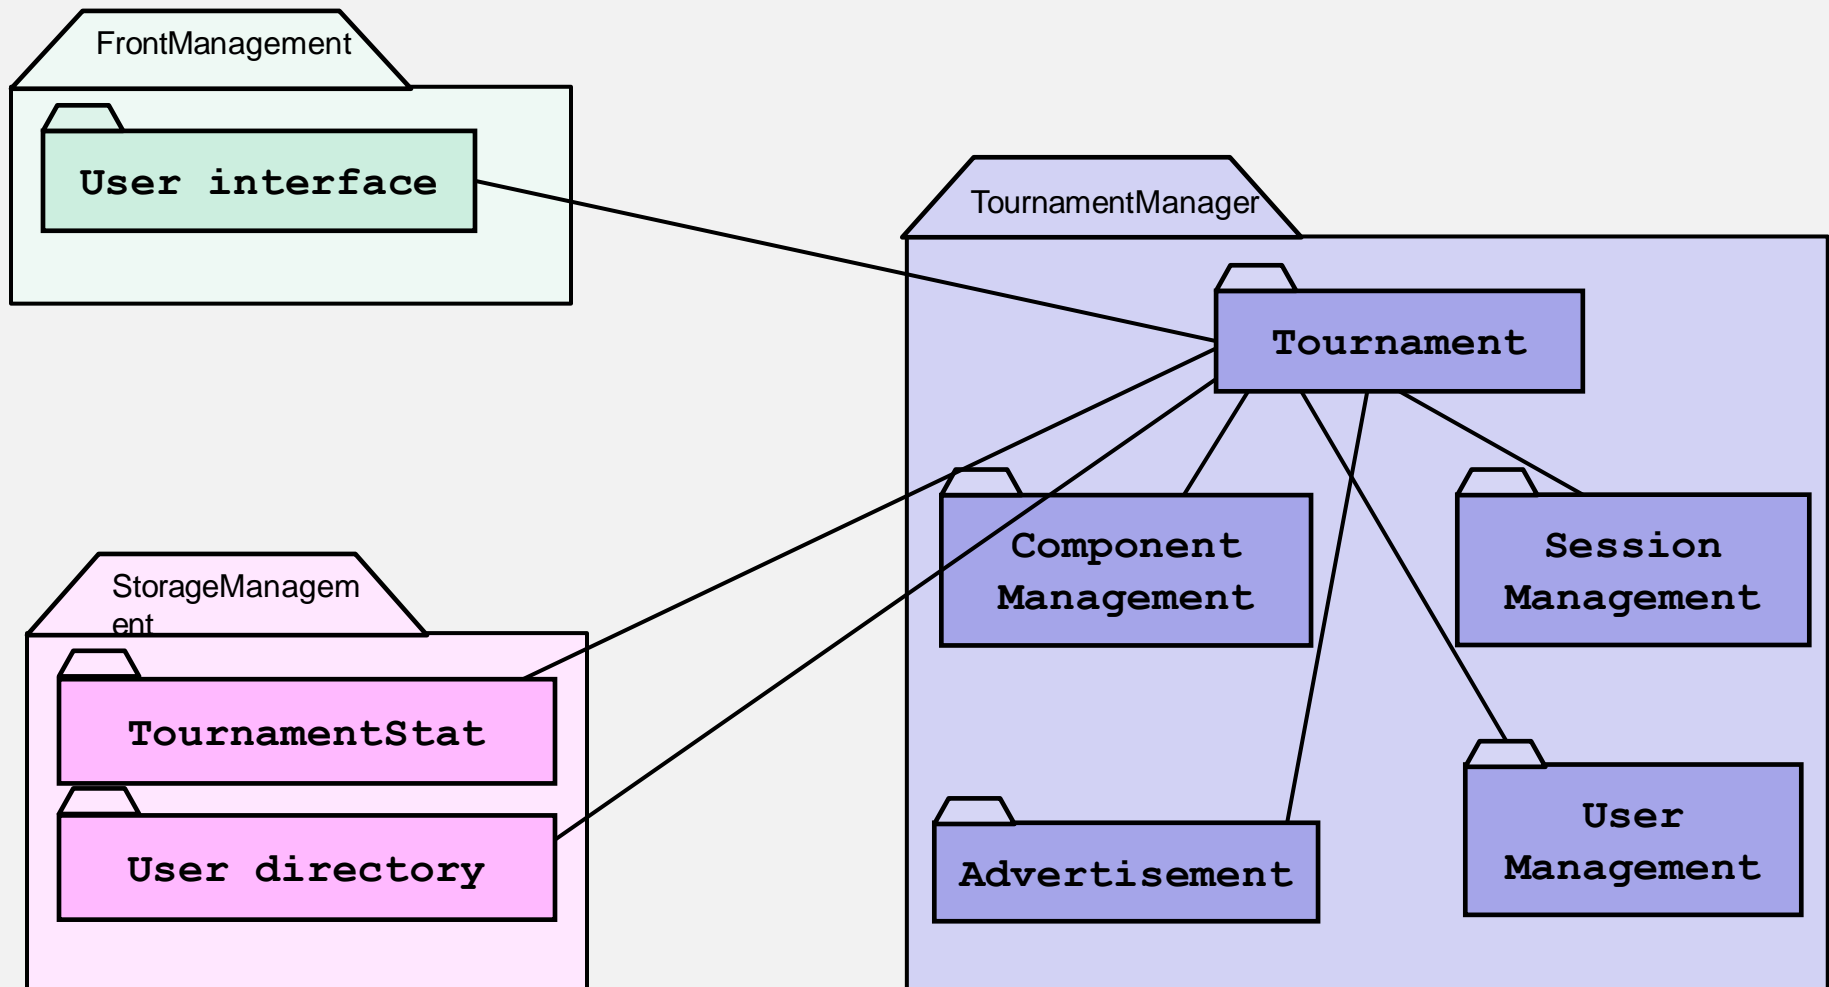 FrontManagement
User interface
TournamentManager
Tournament
Component
Management
Session
Management
StorageManagem
ent
TournamentStat
User directory
Advertisement
User
Management